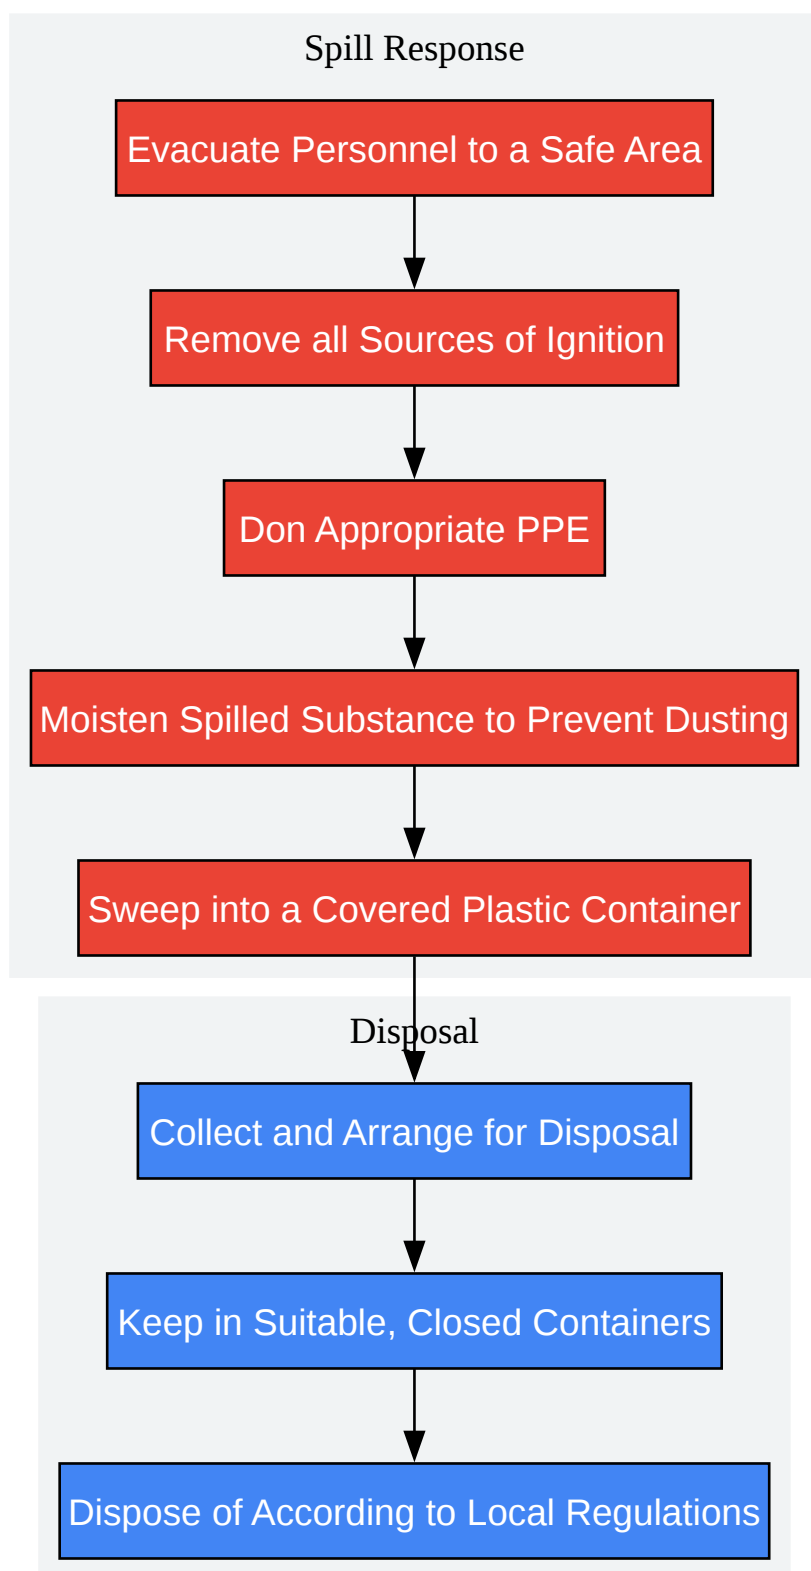 Spill Response
Evacuate Personnel to a Safe Area
Remove all Sources of Ignition
Don Appropriate PPE
Moisten Spilled Substance to Prevent Dusting
Sweep into a Covered Plastic Container
Disposal
Collect and Arrange for Disposal
Keep in Suitable, Closed Containers
Dispose of According to Local Regulations